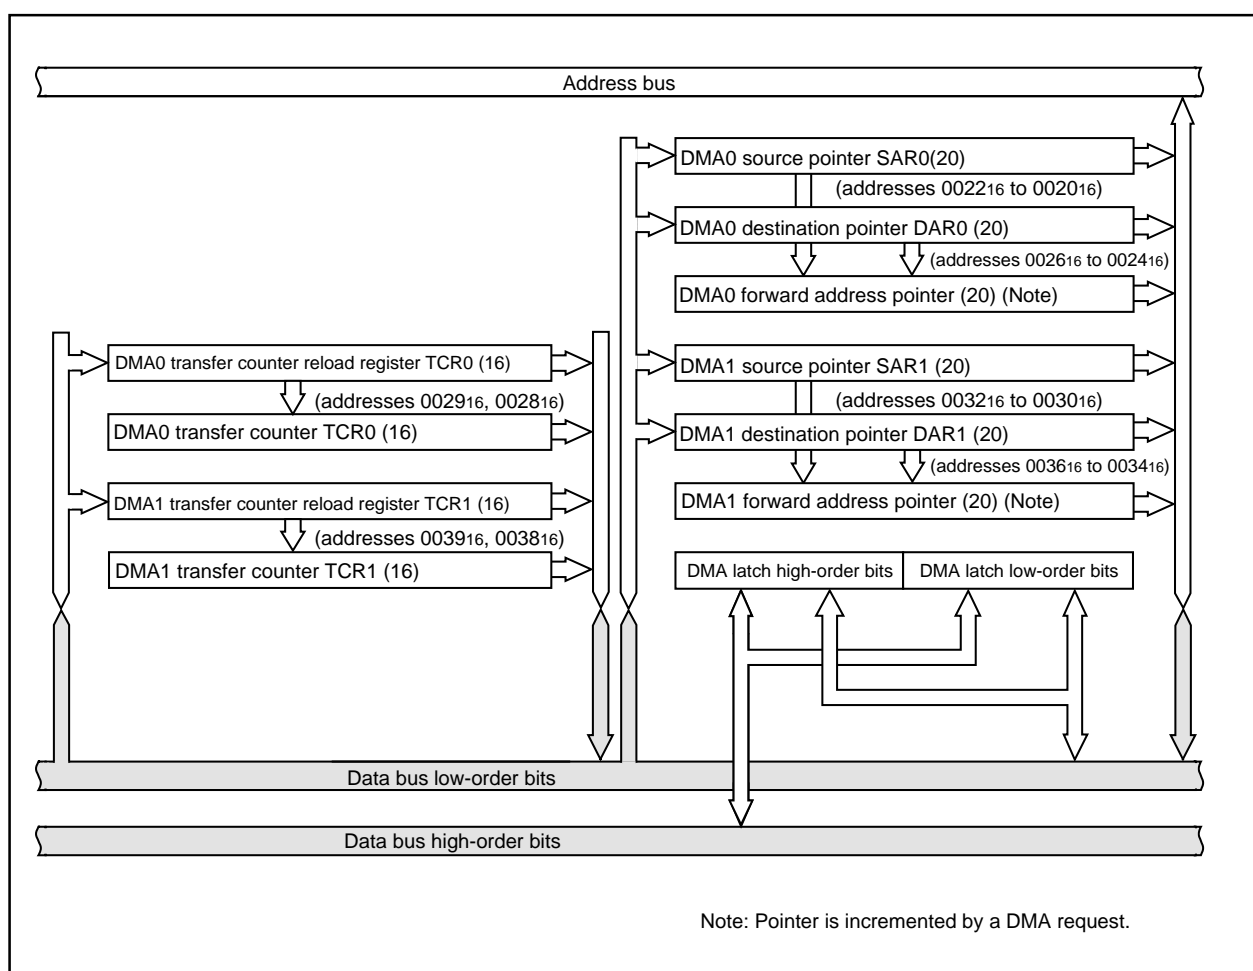 Address bus
DMA0 source pointer SAR0(20)
(addresses 002216 to 002016)
DMA0 destination pointer DAR0 (20)
(addresses 002616 to 002416)
DMA0 forward address pointer (20) (Note)
DMA0 transfer counter reload register TCR0 (16)
(addresses 002916, 002816)
DMA0 transfer counter TCR0 (16)
DMA1 transfer counter reload register TCR1 (16)
(addresses 003916, 003816)
DMA1 transfer counter TCR1 (16)
DMA1 source pointer SAR1 (20)
(addresses 003216 to 003016)
DMA1 destination pointer DAR1 (20)
(addresses 003616 to 003416)
DMA1 forward address pointer (20) (Note)
DMA latch high-order bits DMA latch low-order bits
Data bus low-order bits
Data bus high-order bits
Note: Pointer is incremented by a DMA request.